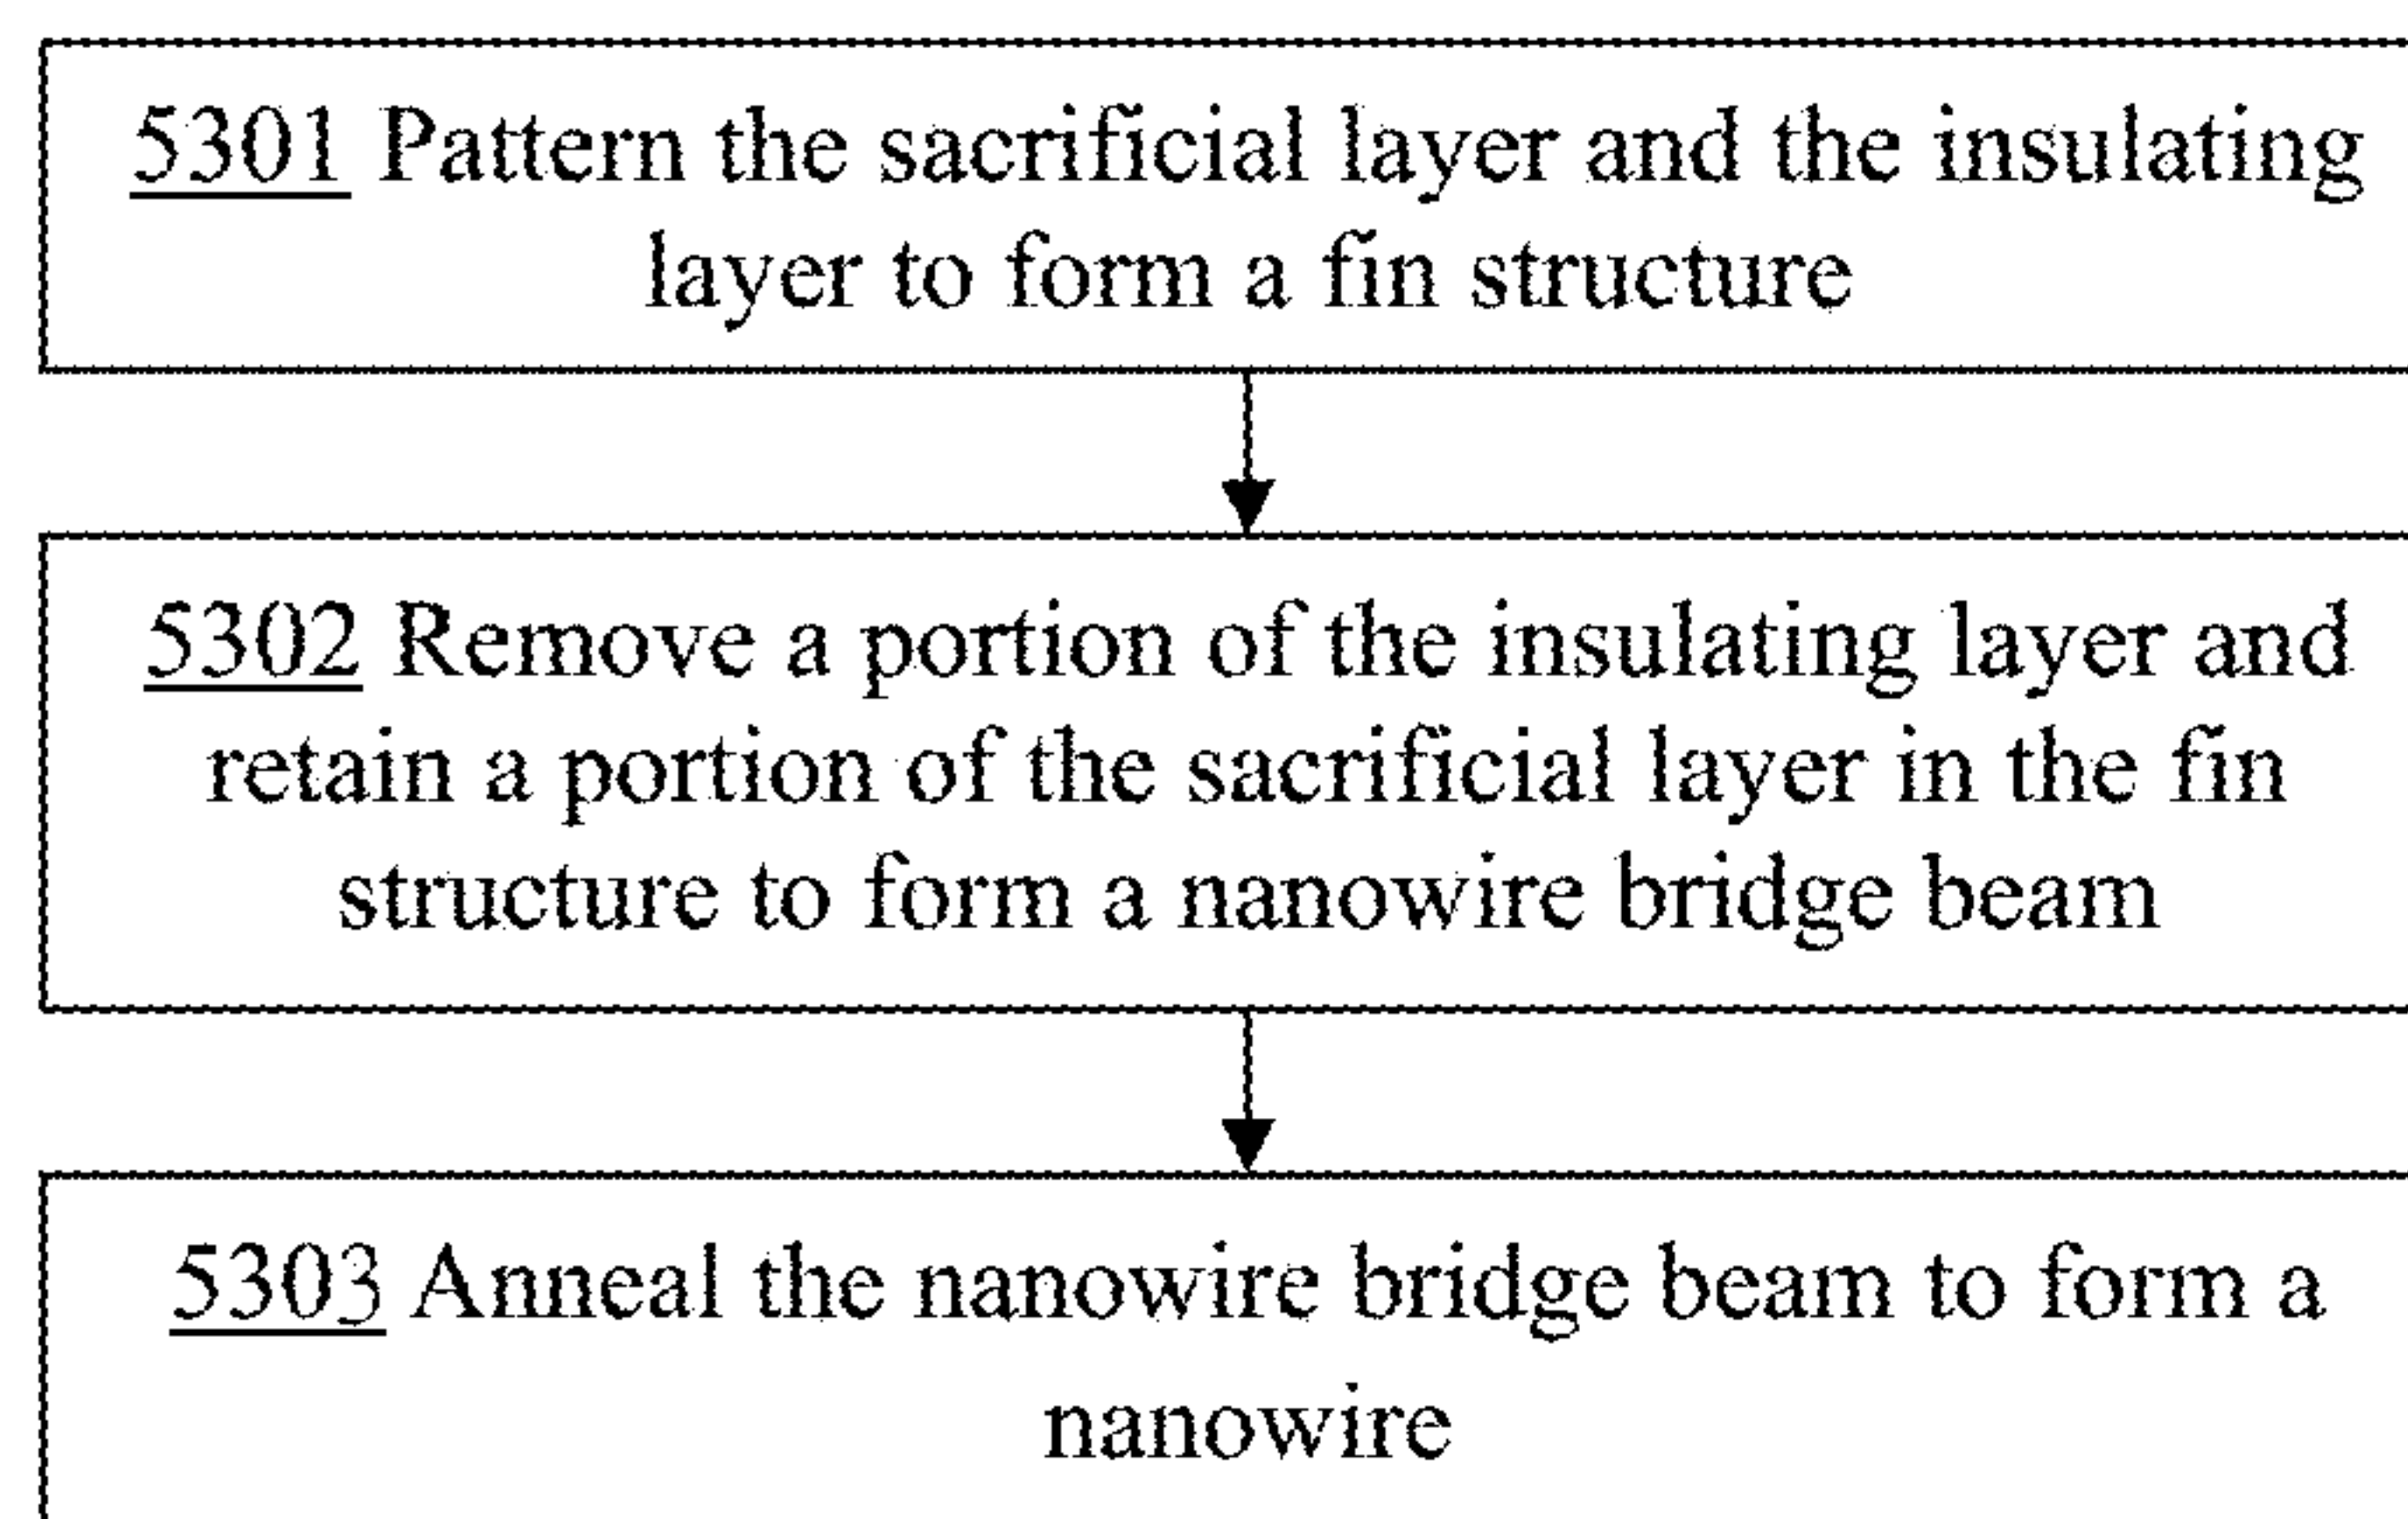 5301 Pattern the sacrificial layer and the insulating
layer to form a fin structure
5302 Remove a portion of the insulating layer and
retain a portion of the sacrificial layer in the fin
structure to form a nanowire bridge beam
5303 Anneal the nanowire bridge beam to form a
nanowire